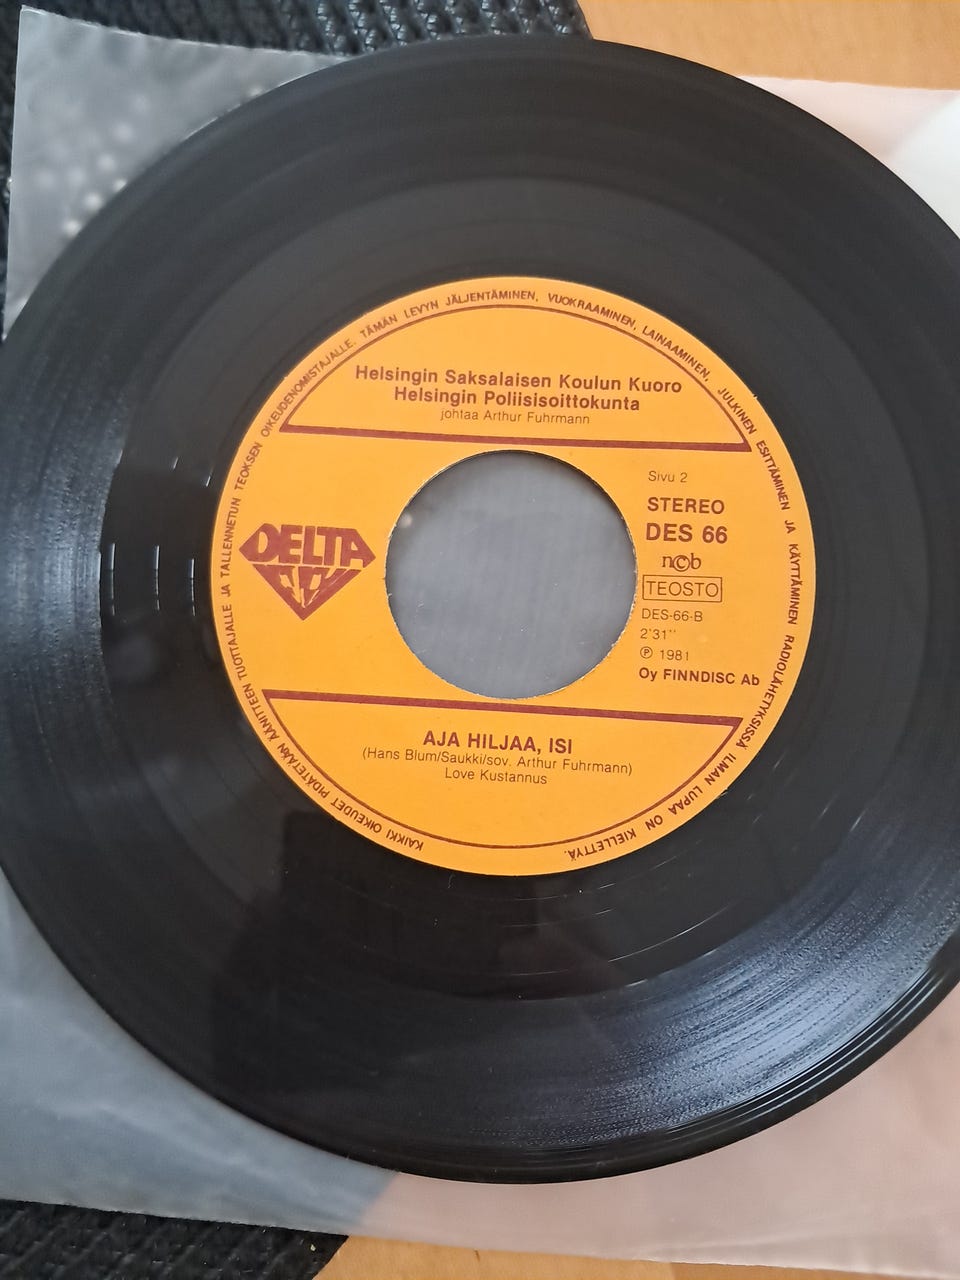 KAIKKI OIKEUDET PIDÄTETÄÄN ÄÄNITTEEN TUOTTAJALLE JA TALLENNETUN TEOKSEN OIKEUDENOMISTAJALLE. TÄMÄN LEVYN JÄLJENTÄMINEN, VUOKRAAMINEN, LAINAAMINEN, JULKINEN ESITTÄMINEN JA KÄYTTÄMINEN RADIOLÄHETYKSISSÄ ILMAN LUPAA ON KIELLETTYÄ.
Helsingin Saksalaisen Koulun Kuoro
Helsingin Poliisisoittokunta
johtaa Arthur Fuhrmann
DELTA
Sivu 2
STEREO
DES 66
ncb
TEOSTO
DES-66-B
2'31''
Ⓟ 1981
Oy FINNDISC Ab
AJA HILJAA, ISI
(Hans Blum/Saukki/sov. Arthur Fuhrmann)
Love Kustannus